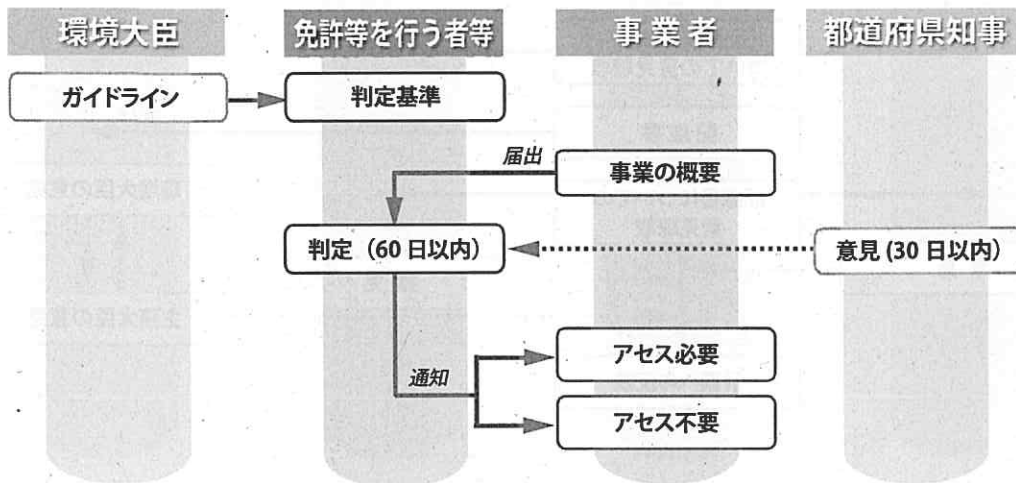 環境大臣
免許等を行う者等
事業者
都道府県知事
ガイドライン
判定基準
届出
事業の概要
判定（60日以内）
意見(30日以内)
アセス必要
通知
アセス不要